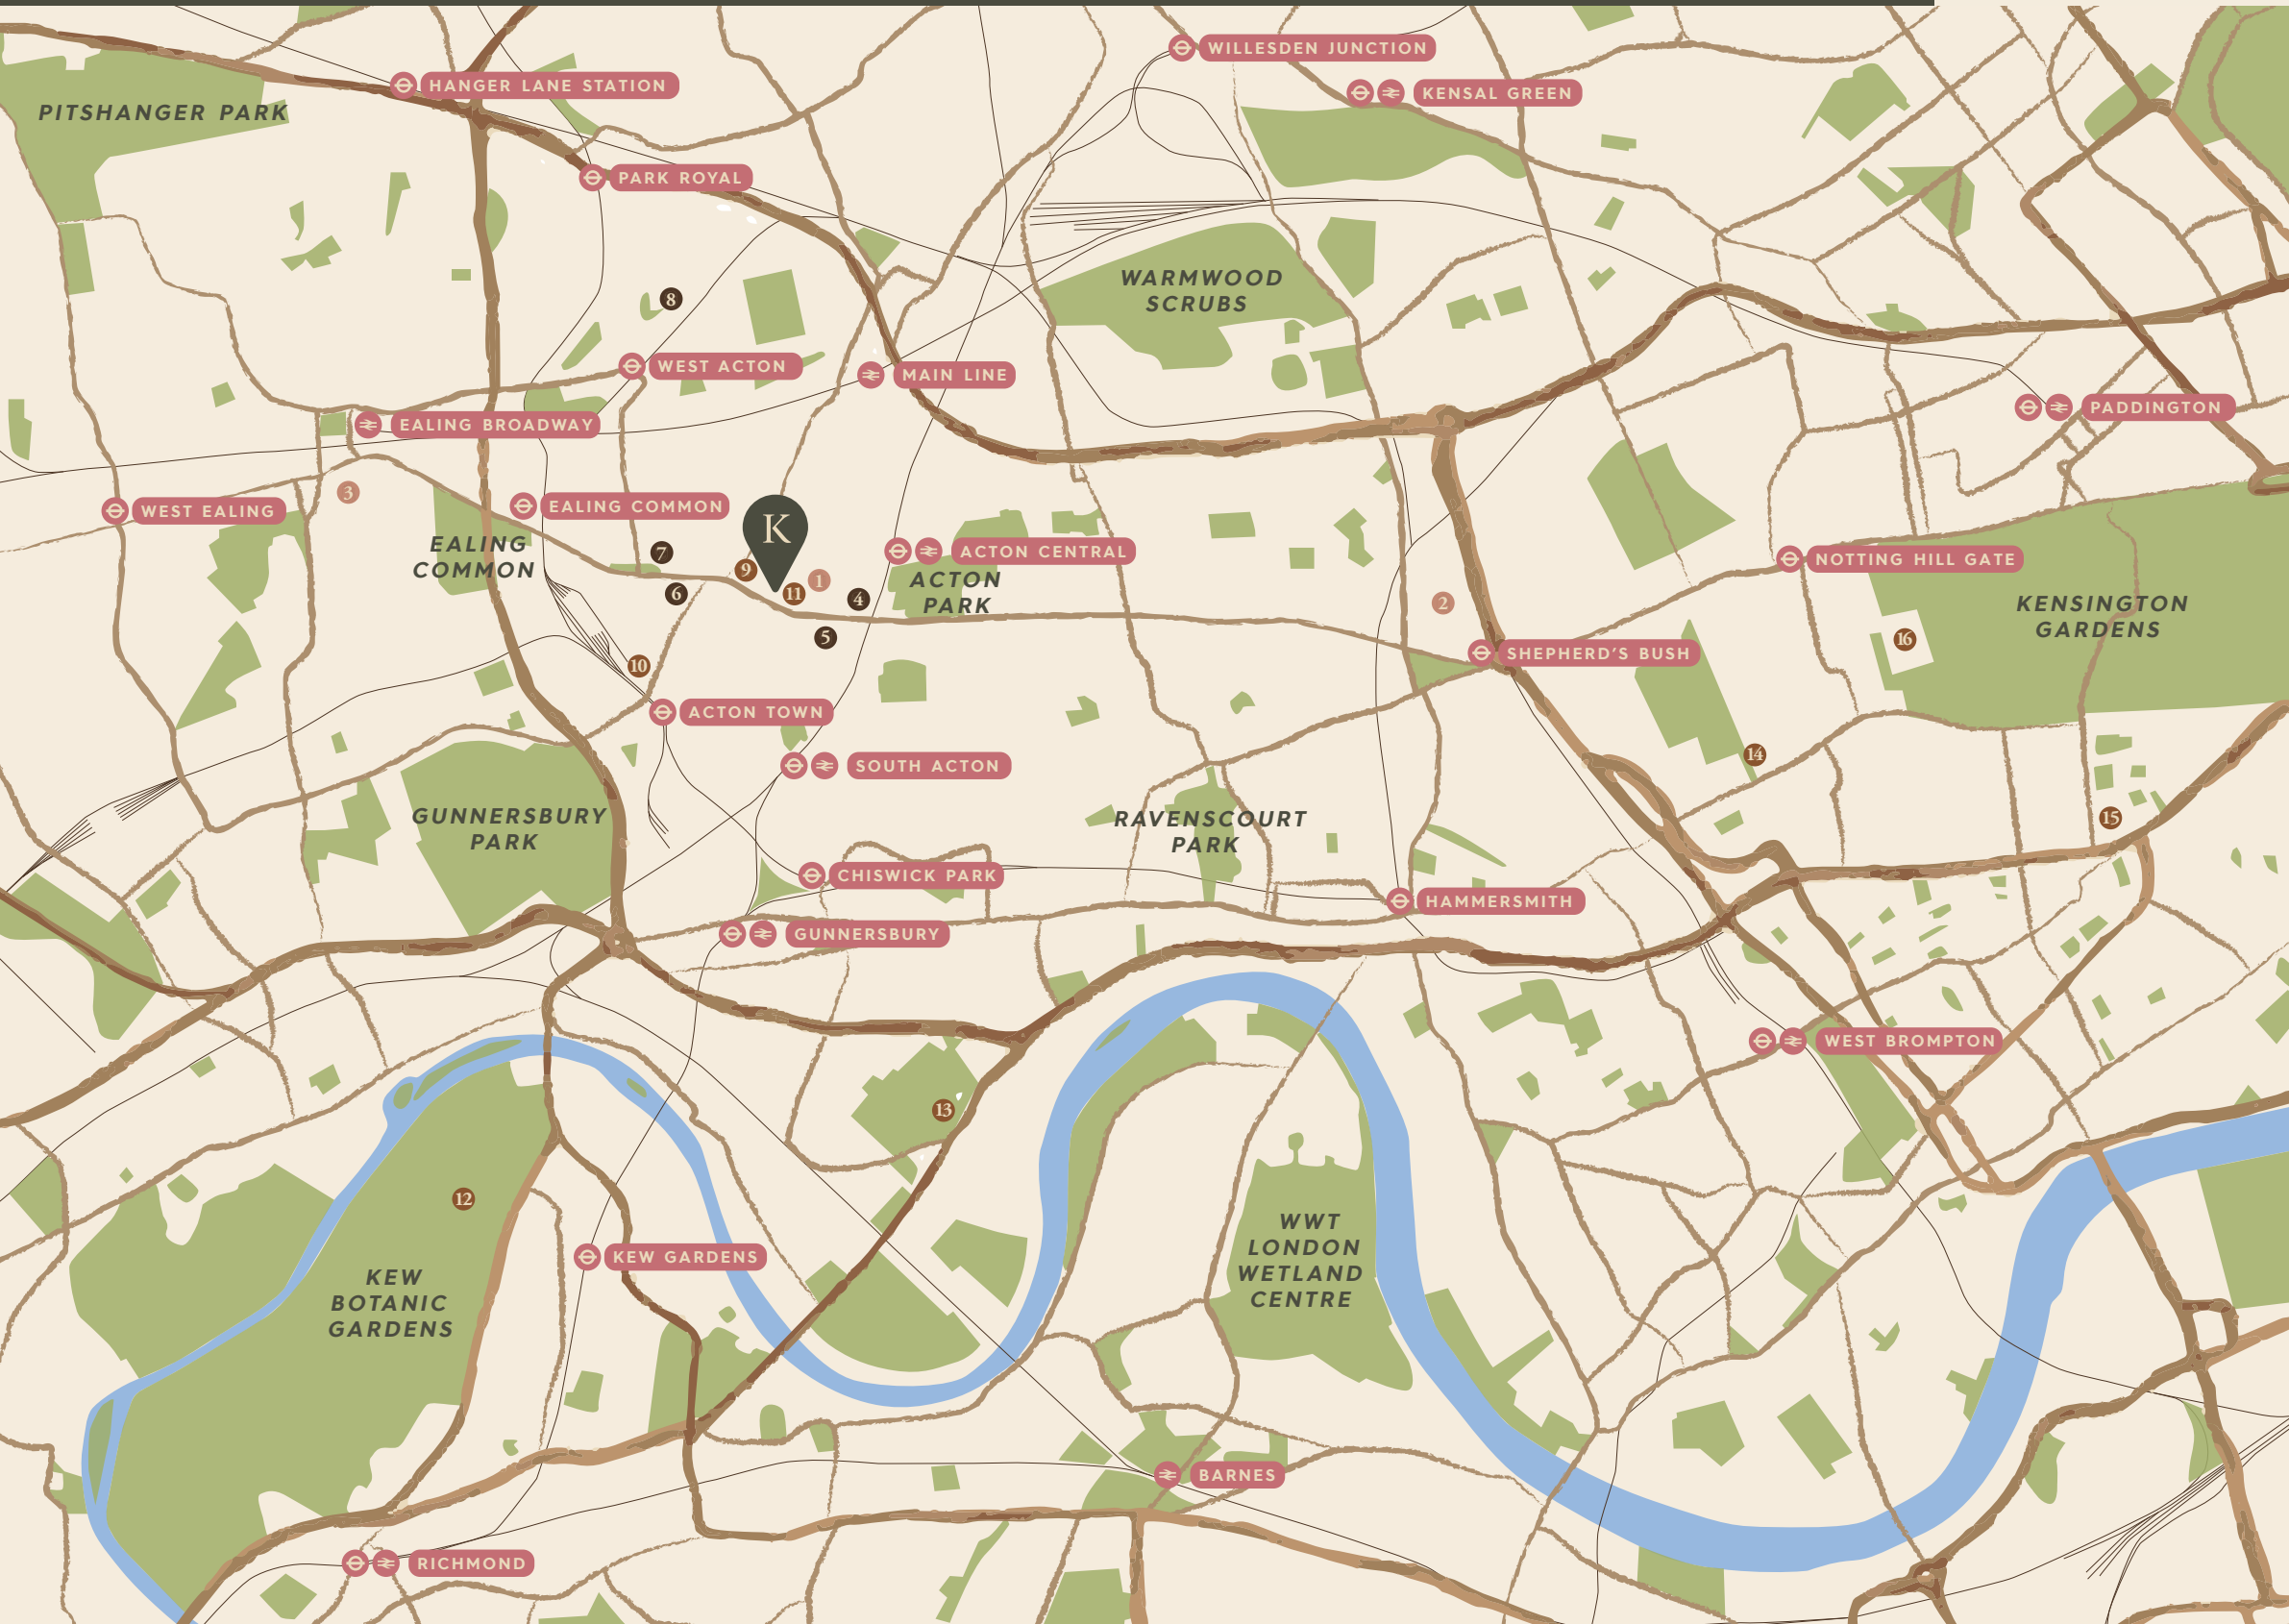 WILLESDEN JUNCTION
HANGER LANE STATION
KENSAL GREEN
PITSHANGER PARK
PARK ROYAL
WARMWOOD
SCRUBS
8
WEST ACTON
MAIN LINE
PADDINGTON
EALING BROADWAY
3
WEST EALING
EALING COMMON
K
EALING
COMMON
7
ACTON CENTRAL
NOTTING HILL GATE
9
1
ACTON
PARK
6
11
4
2
KENSINGTON
GARDENS
5
16
SHEPHERD'S BUSH
10
ACTON TOWN
14
SOUTH ACTON
GUNNERSBURY
PARK
RAVENSCOURT
PARK
15
CHISWICK PARK
HAMMERSMITH
GUNNERSBURY
WEST BROMPTON
13
12
WWT
LONDON
WETLAND
CENTRE
KEW GARDENS
KEW
BOTANIC
GARDENS
BARNES
RICHMOND